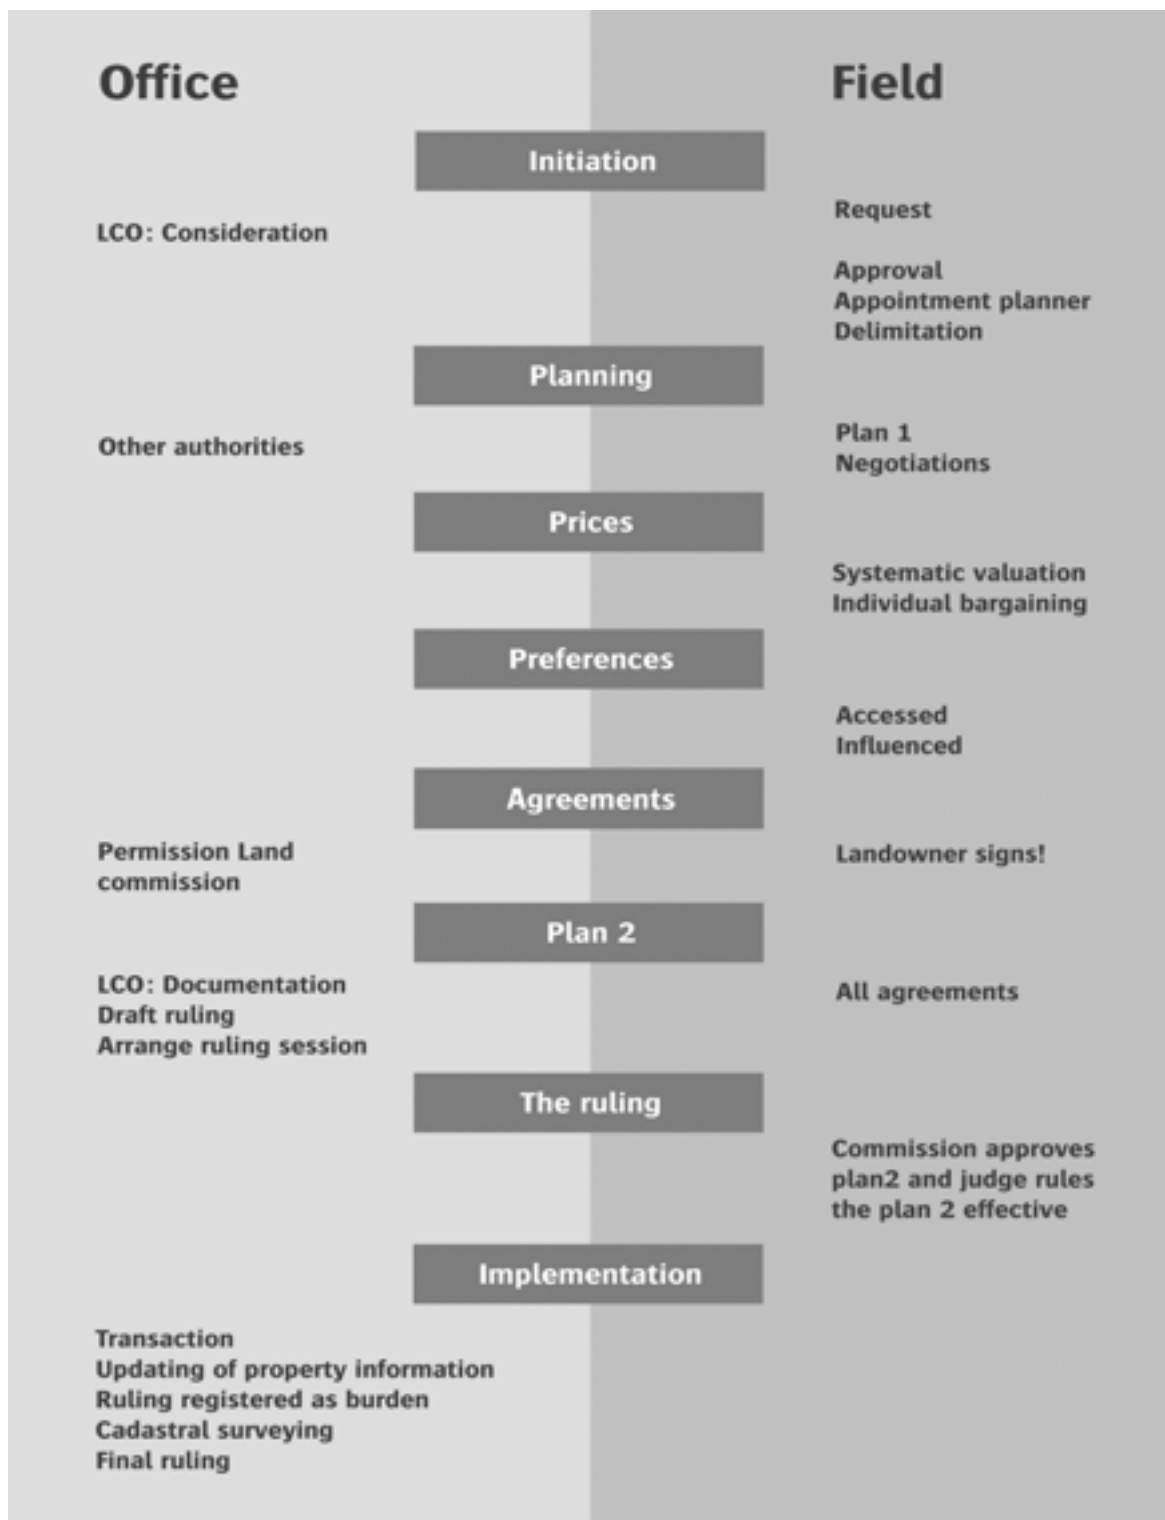 Office
Field
Initiation
Request
LCO: Consideration
Approval
Appointment planner
Delimitation
Planning
Plan 1
Other authorities
Negotiations
Prices
Systematic valuation
Individual bargaining
Preferences
Accessed
Influenced
Agreements
Permission Land
commission
Landowner signs!
Plan 2
LCO: Documentation
Draft ruling
Arrange ruling session
All agreements
The ruling
Commission approves
plan2 and judge rules
the plan 2 effective
Implementation
Transaction
Updating of property information
Ruling registered as burden
Cadastral surveying
Final ruling